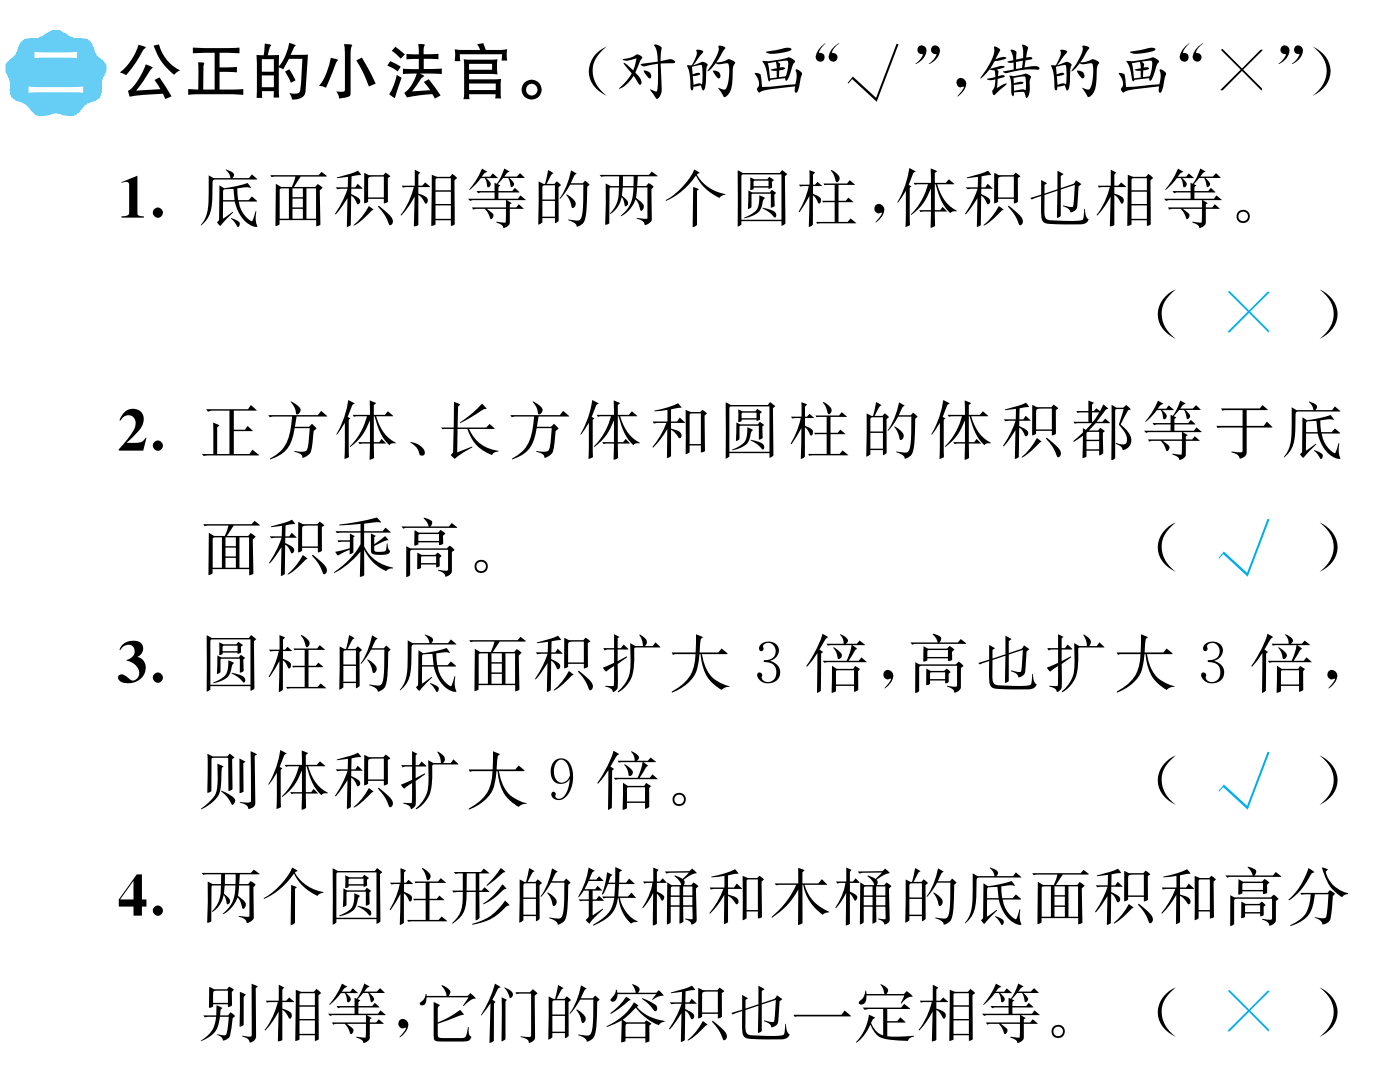 二 公正的小法官。（对的画“√”，错的画“×”）
1. 底面积相等的两个圆柱，体积也相等。
（ × ）
2. 正方体、长方体和圆柱的体积都等于底
面积乘高。 （ √ ）
3. 圆柱的底面积扩大 3 倍，高也扩大 3 倍，
则体积扩大 9 倍。 （ √ ）
4. 两个圆柱形的铁桶和木桶的底面积和高分
别相等，它们的容积也一定相等。 （ × ）